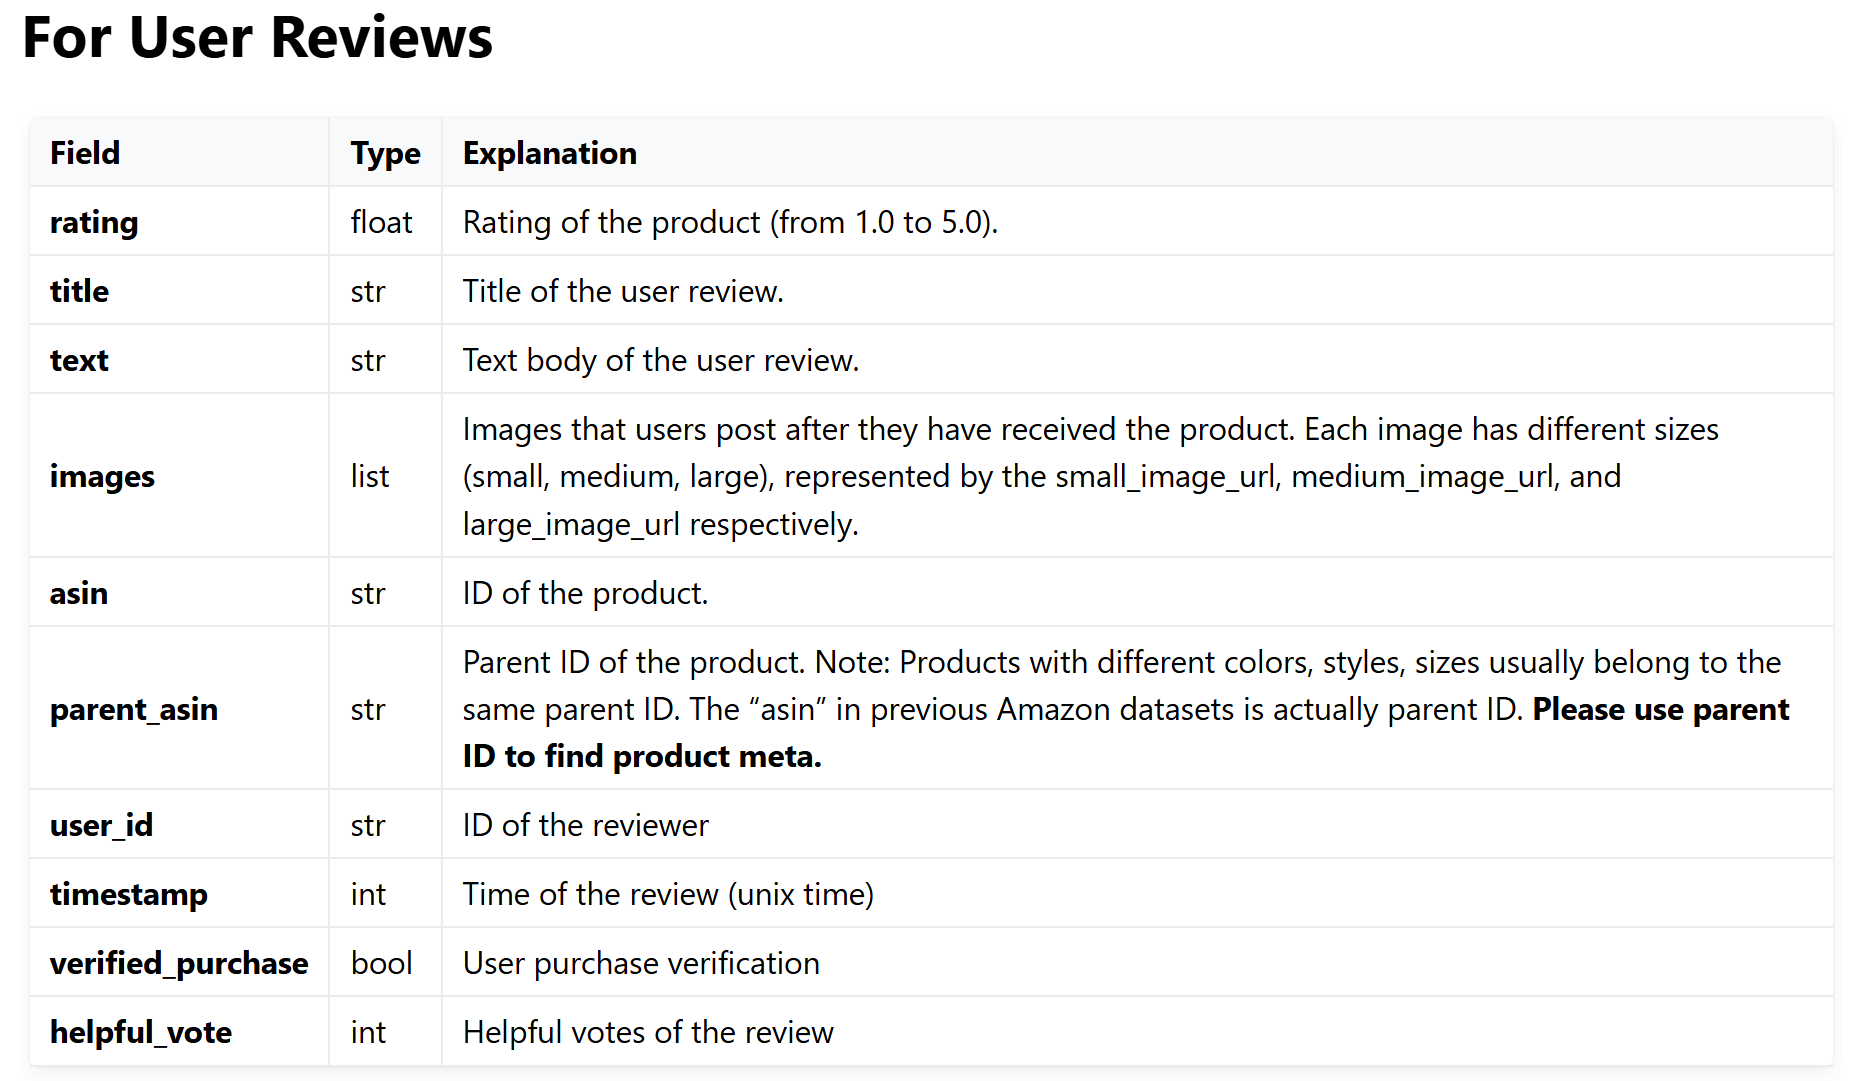 For User Reviews
Field Type Explanation
rating float Rating of the product (from 1.0 to 5.0).
title str Title of the user review.
text str Text body of the user review.
images list Images that users post after they have received the product. Each image has different sizes
(small, medium, large), represented by the small_image_url, medium_image_url, and
large_image_url respectively.
asin str ID of the product.
parent_asin str Parent ID of the product. Note: Products with different colors, styles, sizes usually belong to the
same parent ID. The “asin” in previous Amazon datasets is actually parent ID. Please use parent
ID to find product meta.
user_id str ID of the reviewer
timestamp int Time of the review (unix time)
verified_purchase bool User purchase verification
helpful_vote int Helpful votes of the review